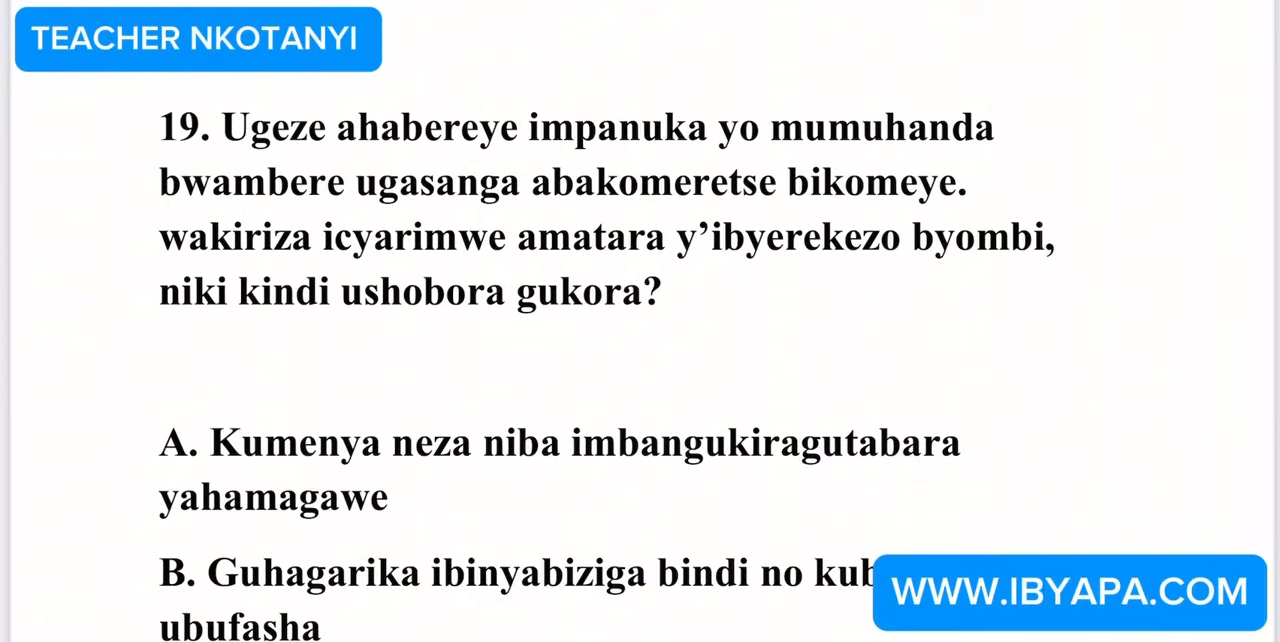 TEACHER NKOTANYI
19. Ugeze ahabereye impanuka yo mumuhanda
bwambere ugasanga abakomeretse bikomeye.
wakiriza icyarimwe amatara y’ibyerekezo byombi,
niki kindi ushobora gukora?
A. Kumenya neza niba imbangukiragutabara
yahamagawe
B. Guhagarika ibinyabiziga bindi no
ubufasha
WWW.IBYAPA.COM